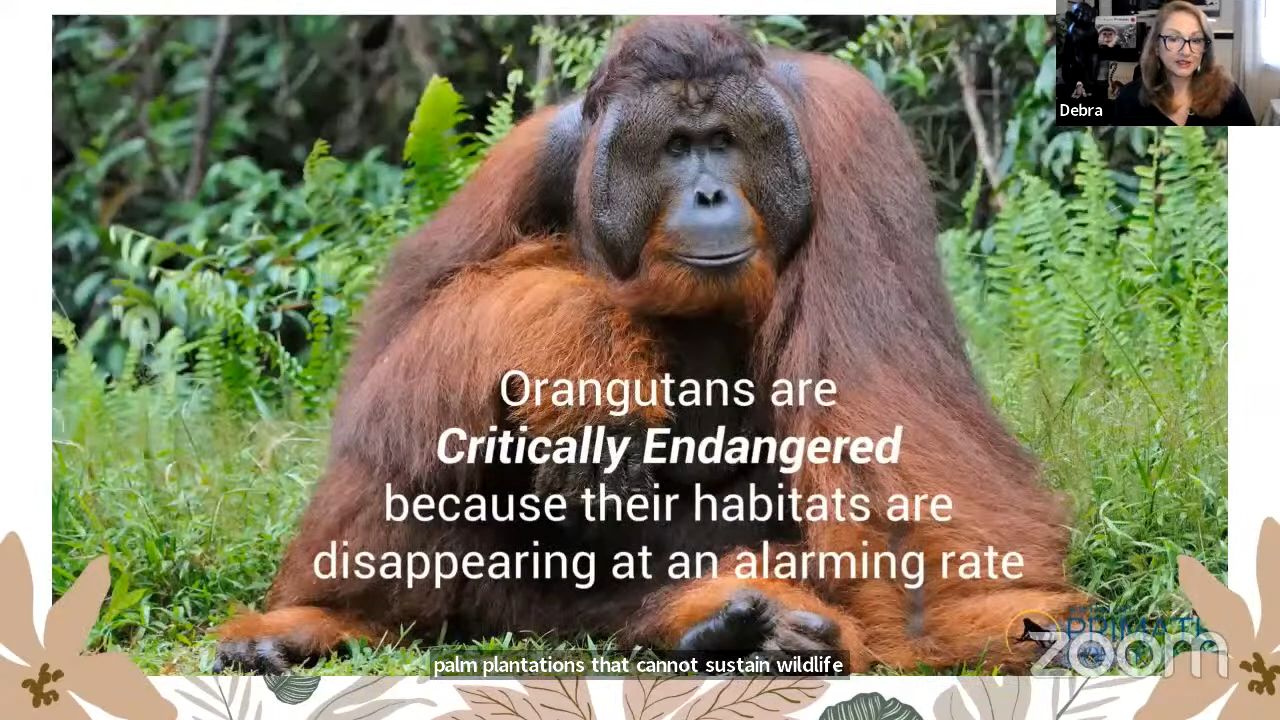 Debra
Orangutans are
Critically Endangered
because their habitats are
disappearing at an alarming rate
palm plantations that cannot sustain wildlife
zoom